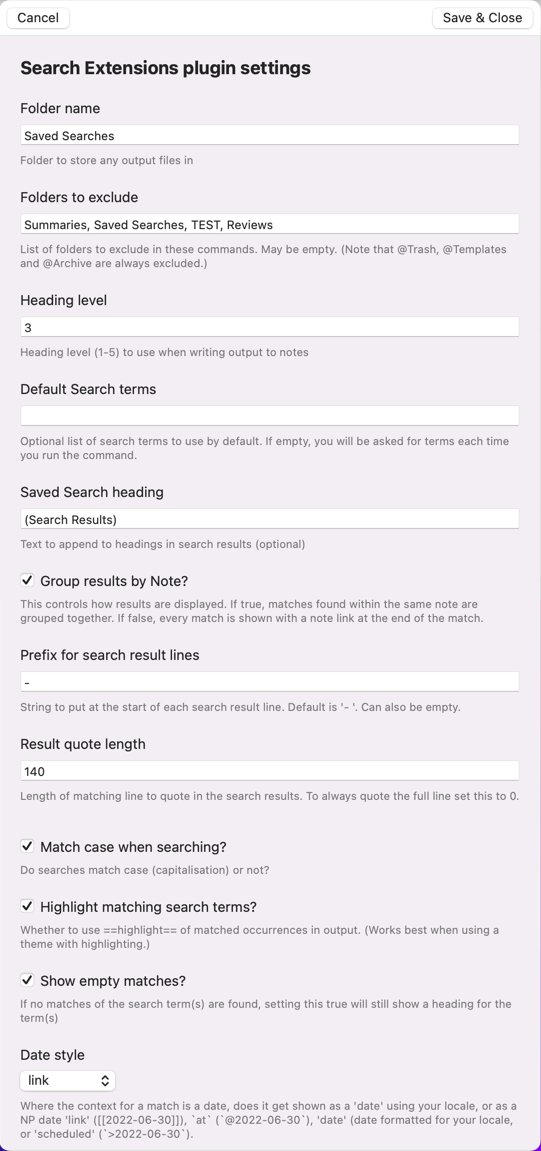 Cancel
Save & Close
Search Extensions plugin settings
Folder name
Saved Searches
Folder to store any output files in
Folders to exclude
Summaries, Saved Searches, TEST, Reviews
List of folders to exclude in these commands. May be empty. (Note that @Trash, @Templates
and @Archive are always excluded.)
Heading level
3
Heading level (1-5) to use when writing output to notes
Default Search terms
Optional list of search terms to use by default. If empty, you will be asked for terms each time
you run the command.
Saved Search heading
(Search Results)
Text to append to headings in search results (optional)
Group results by Note?
This controls how results are displayed. If true, matches found within the same note are
grouped together. If false, every match is shown with a note link at the end of the match.
Prefix for search result lines
-
String to put at the start of each search result line. Default is '- '. Can also be empty.
Result quote length
140
Length of matching line to quote in the search results. To always quote the full line set this to 0.
Match case when searching?
Do searches match case (capitalisation) or not?
Highlight matching search terms?
Whether to use ==highlight== of matched occurrences in output. (Works best when using a
theme with highlighting.)
Show empty matches?
If no matches of the search term(s) are found, setting this true will still show a heading for the
term(s)
Date style
link
Where the context for a match is a date, does it get shown as a 'date' using your locale, or as a
NP date 'link' ([[2022-06-30]]), `at` (`@2022-06-30`), 'date' (date formatted for your locale,
or 'scheduled' (`>2022-06-30`).